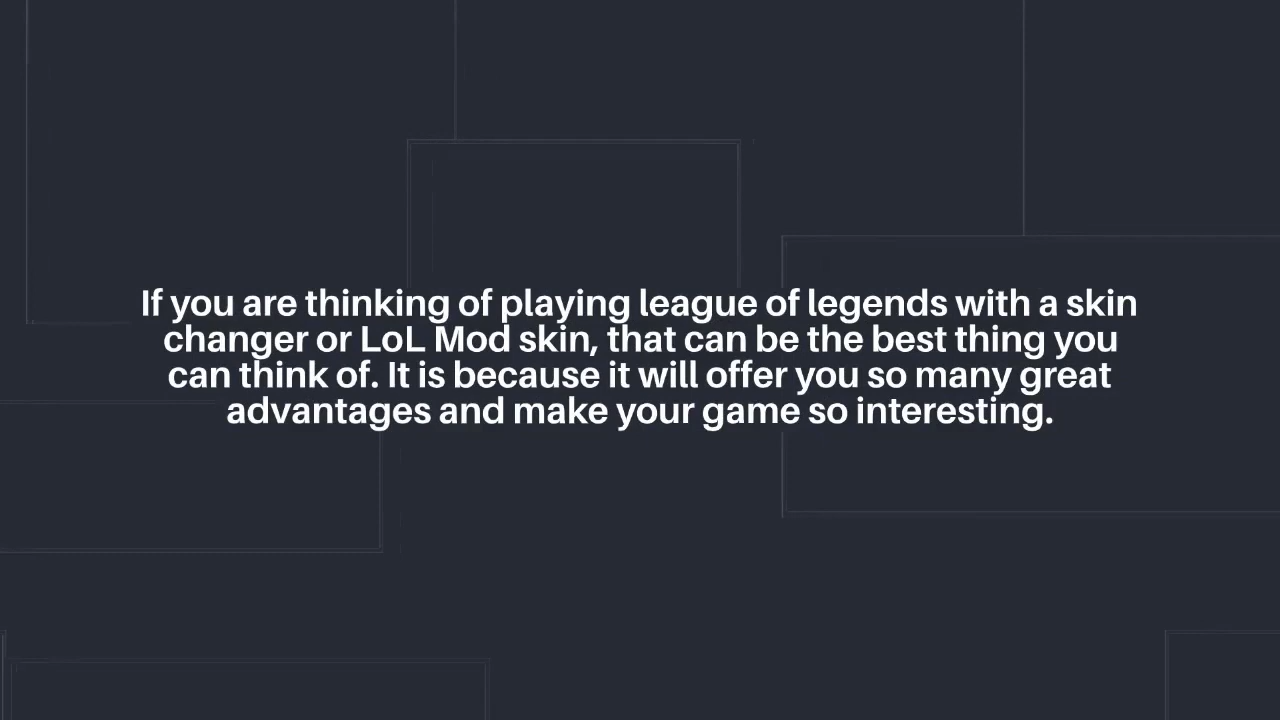 If you are thinking of playing league of legends with a skin
changer or LoL Mod skin, that can be the best thing you
can think of. It is because it will offer you so many great
advantages and make your game so interesting.